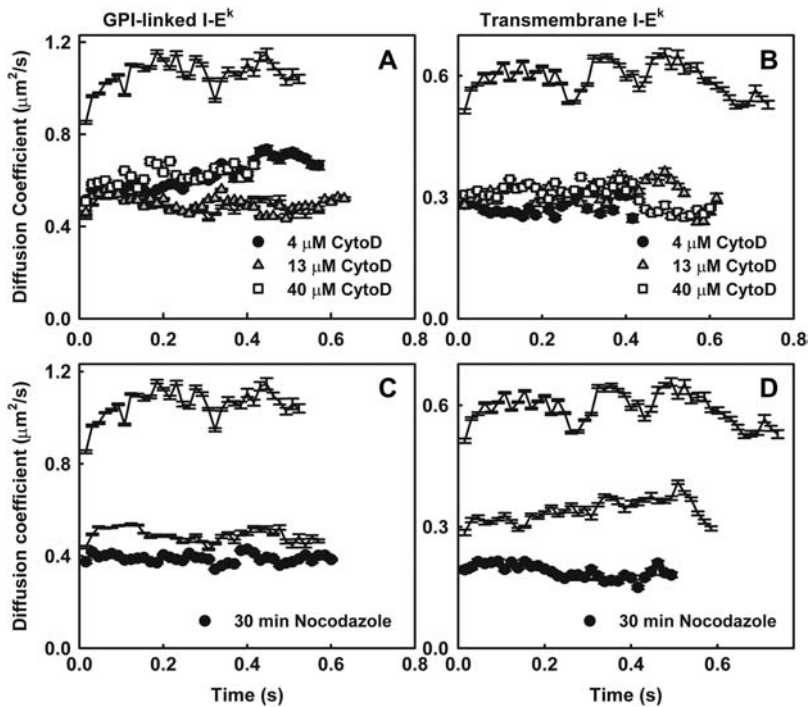 GPI-linked I-Eᵏ
Transmembrane I-Eᵏ
Diffusion Coefficient (μm²/s)
1.2
0.8
0.4
0.0
A
4 μM CytoD
13 μM CytoD
40 μM CytoD
0.0 0.2 0.4 0.6 0.8
0.6
0.3
0.0
B
4 μM CytoD
13 μM CytoD
40 μM CytoD
0.0 0.2 0.4 0.6 0.8
Diffusion coefficient (μm²/s)
1.2
0.8
0.4
0.0
C
30 min Nocodazole
0.0 0.2 0.4 0.6
Time (s)
0.6
0.3
0.0
D
30 min Nocodazole
0.0 0.2 0.4 0.6
Time (s)